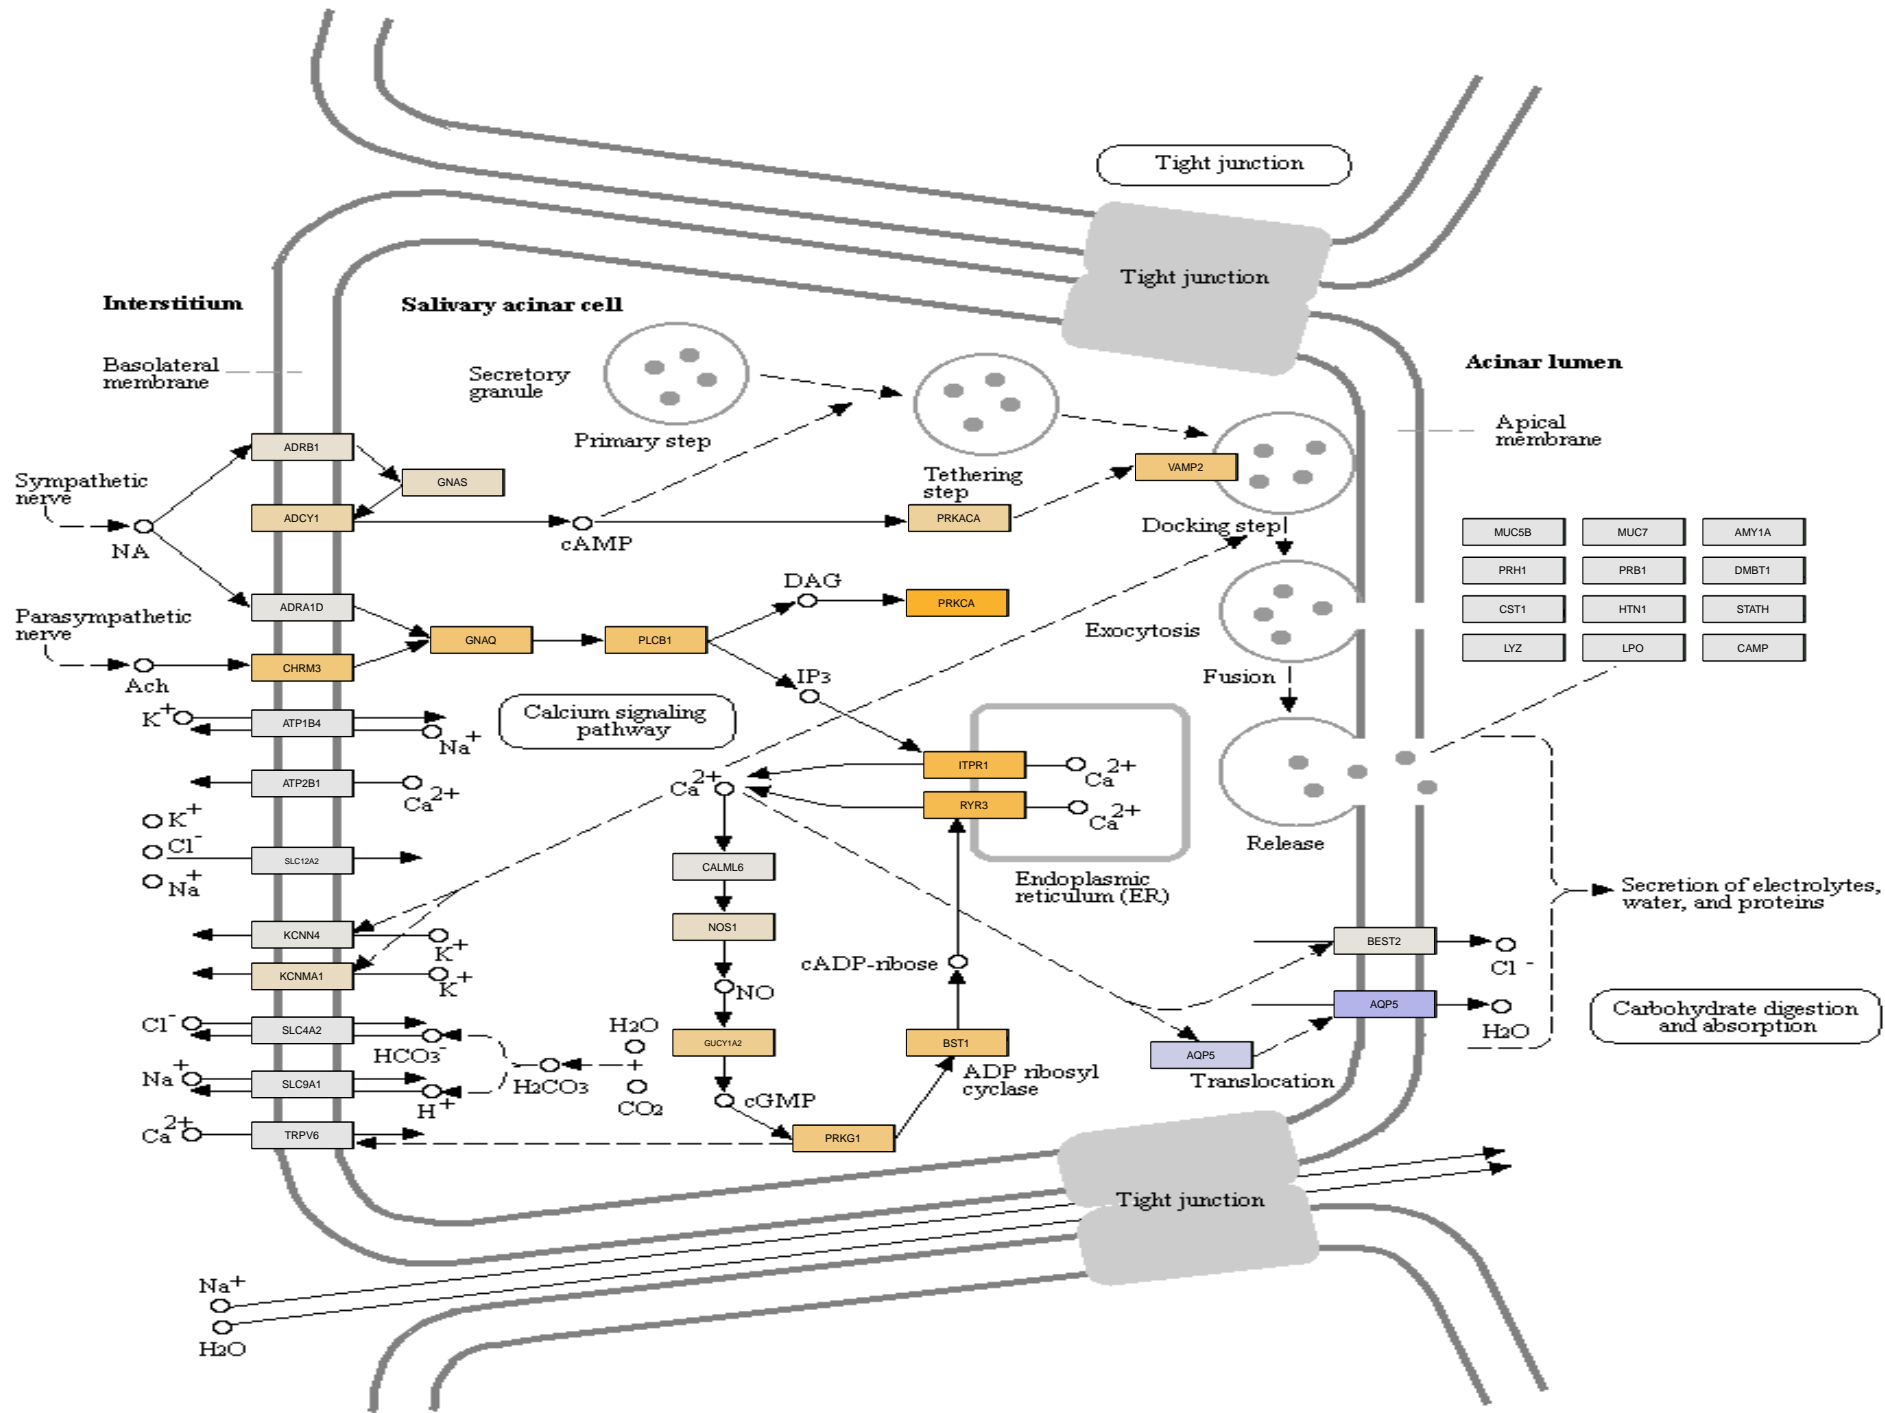 Tight junction
Tight junction
Interstitium
Salivary acinar cell
Basolateral
membrane
Secretory
granule
Primary step
Acinar lumen
Apical
membrane
ADRB1
GNAS
Sympathetic
nerve
NA
ADCY1
cAMP
Tethering
step
PRKACA
VAMP2
Docking step
MUC5B
MUC7
AMY1A
PRH1
PRB1
DMBT1
CST1
HTN1
STATH
LYZ
LPO
CAMP
ADRA1D
Parasympathetic
nerve
Ach
CHRM3
GNAQ
PLCB1
DAG
PRKCA
IP3
Exocytosis
Fusion
Release
K+
ATP1B4
Na+
Calcium signaling
pathway
ATP2B1
Ca2+
Ca2+
ITPR1
Ca2+
RYR3
Ca2+
K+
Cl-
Na+
SLC12A2
CALML6
Endoplasmic
reticulum (ER)
NOS1
KCNN4
K+
KCNMA1
K+
cADP-ribose
NO
BEST2
Cl-
AQP5
H2O
Secretion of electrolytes,
water, and proteins
Carbohydrate digestion
and absorption
Cl-
SLC4A2
HCO3-
H2O
+
CO2
H2CO3
GUCY1A2
BST1
ADP ribosyl
cyclase
AQP5
Translocation
Na+
SLC9A1
H+
cGMP
Ca2+
TRPV6
PRKG1
Tight junction
Na+
H2O